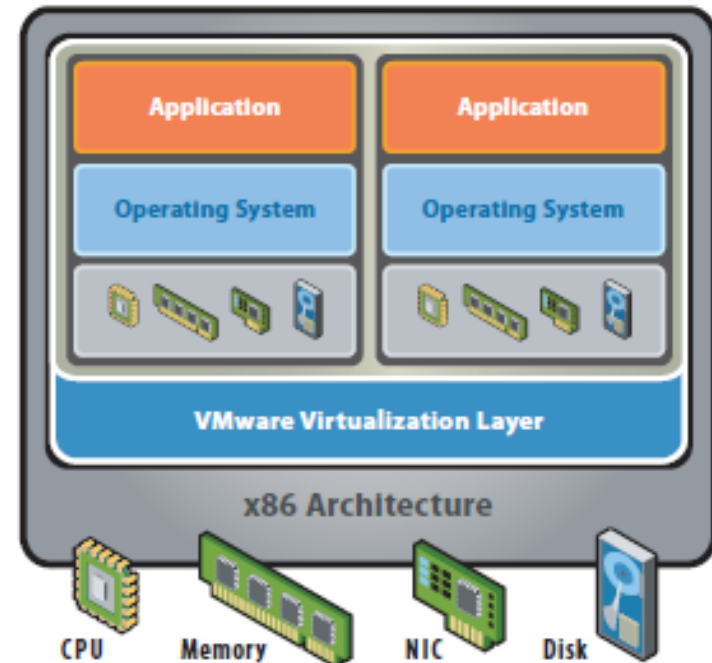 Application Application
Operating System Operating System
VMware Virtualization Layer
x86 Architecture
CPU Memory NIC Disk